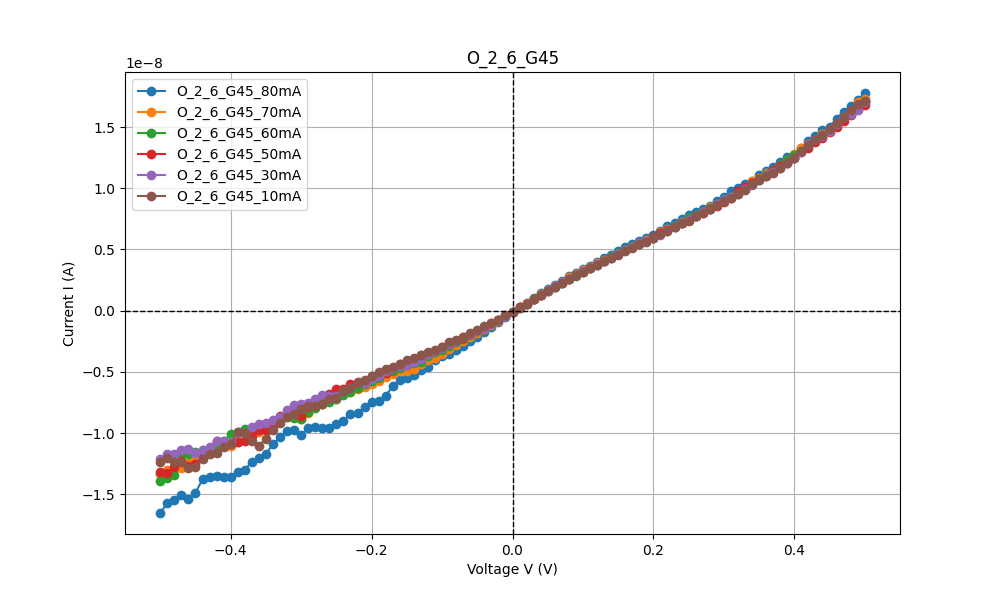 O_2_6_G45
1e−8
O_2_6_G45_80mA
O_2_6_G45_70mA
O_2_6_G45_60mA
O_2_6_G45_50mA
O_2_6_G45_30mA
O_2_6_G45_10mA
1.5
1.0
0.5
0.0
−0.5
−1.0
−1.5
Current I (A)
−0.4 −0.2 0.0 0.2 0.4
Voltage V (V)